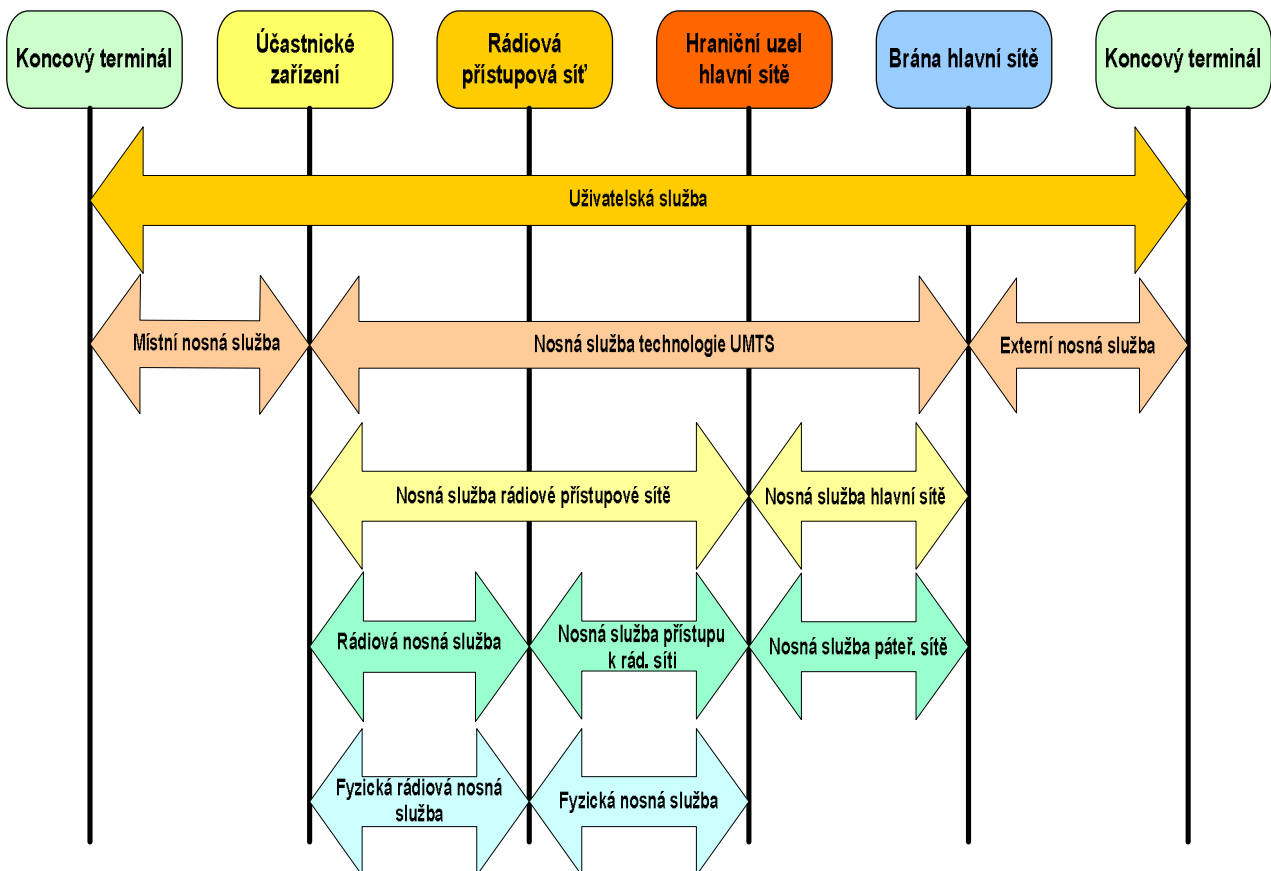 Koncový terminál
Účastnické
zařízení
Rádiová
přístupová síť
Hraniční uzel
hlavní sítě
Brána hlavní sítě
Koncový terminál
Uživatelská služba
Místní nosná služba
Nosná služba technologie UMTS
Externí nosná služba
Nosná služba rádiové přístupové sítě
Nosná služba hlavní sítě
Rádiová nosná služba
Nosná služba přístupu
k rád. síti
Nosná služba páteř. sítě
Fyzická rádiová nosná
služba
Fyzická nosná služba